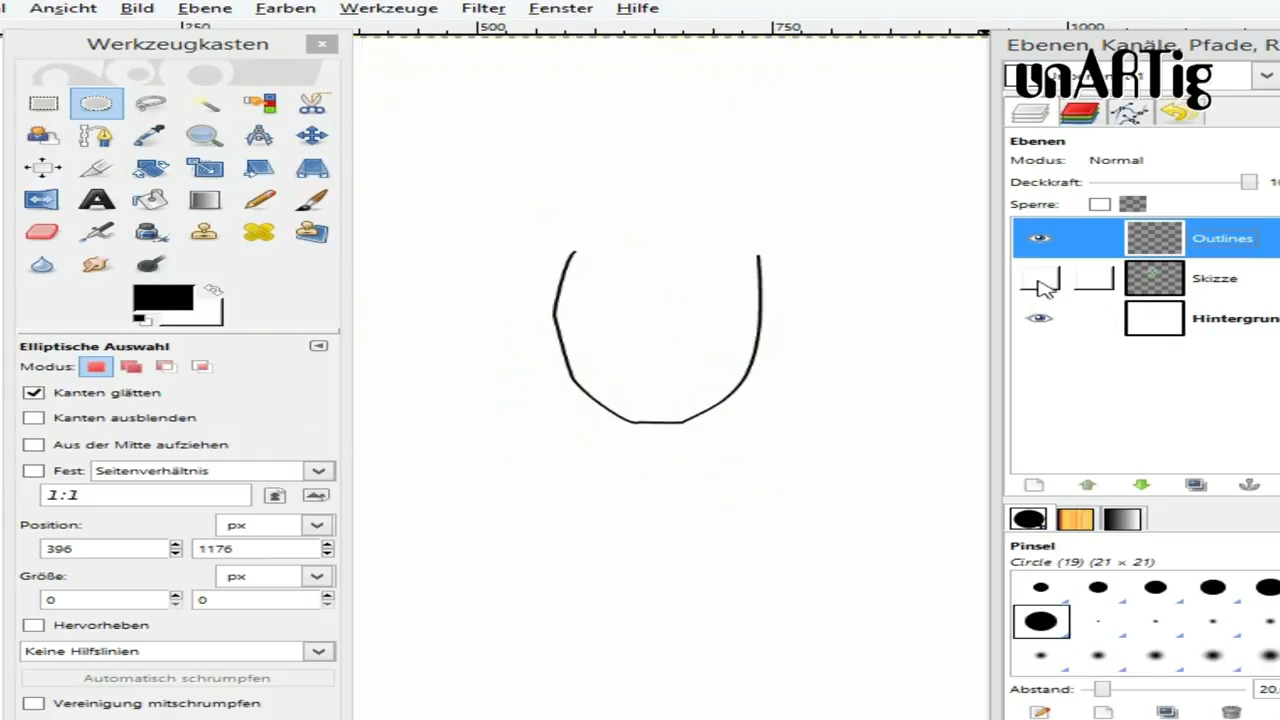 Ansicht Bild Ebene Farben Werkzeuge Filter Fenster Hilfe
250 500 750 1000
Werkzeugkasten
Ebenen, Kanäle, Pfade, R
unARTig
Ebenen
Modus: Normal
Deckkraft: 10
Sperre:
Outlines
Skizze
Hintergrun
Elliptische Auswahl
Modus:
Kanten glätten
Kanten ausblenden
Aus der Mitte aufziehen
Fest: Seitenverhältnis
1:1
Position: px
396 1176
Größe: px
0 0
Hervorheben
Keine Hilfslinien
Automatisch schrumpfen
Vereinigung mitschrumpfen
Pinsel
Circle (19) (21 × 21)
Abstand: 20,